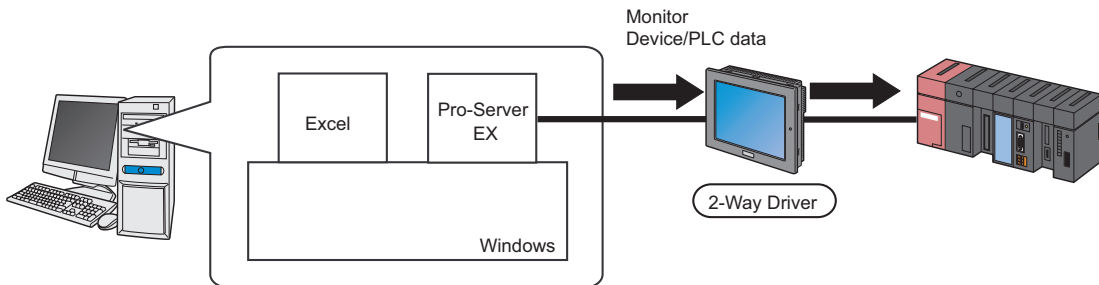 Monitor
Device/PLC data
Excel
Pro-Server
EX
2-Way Driver
Windows